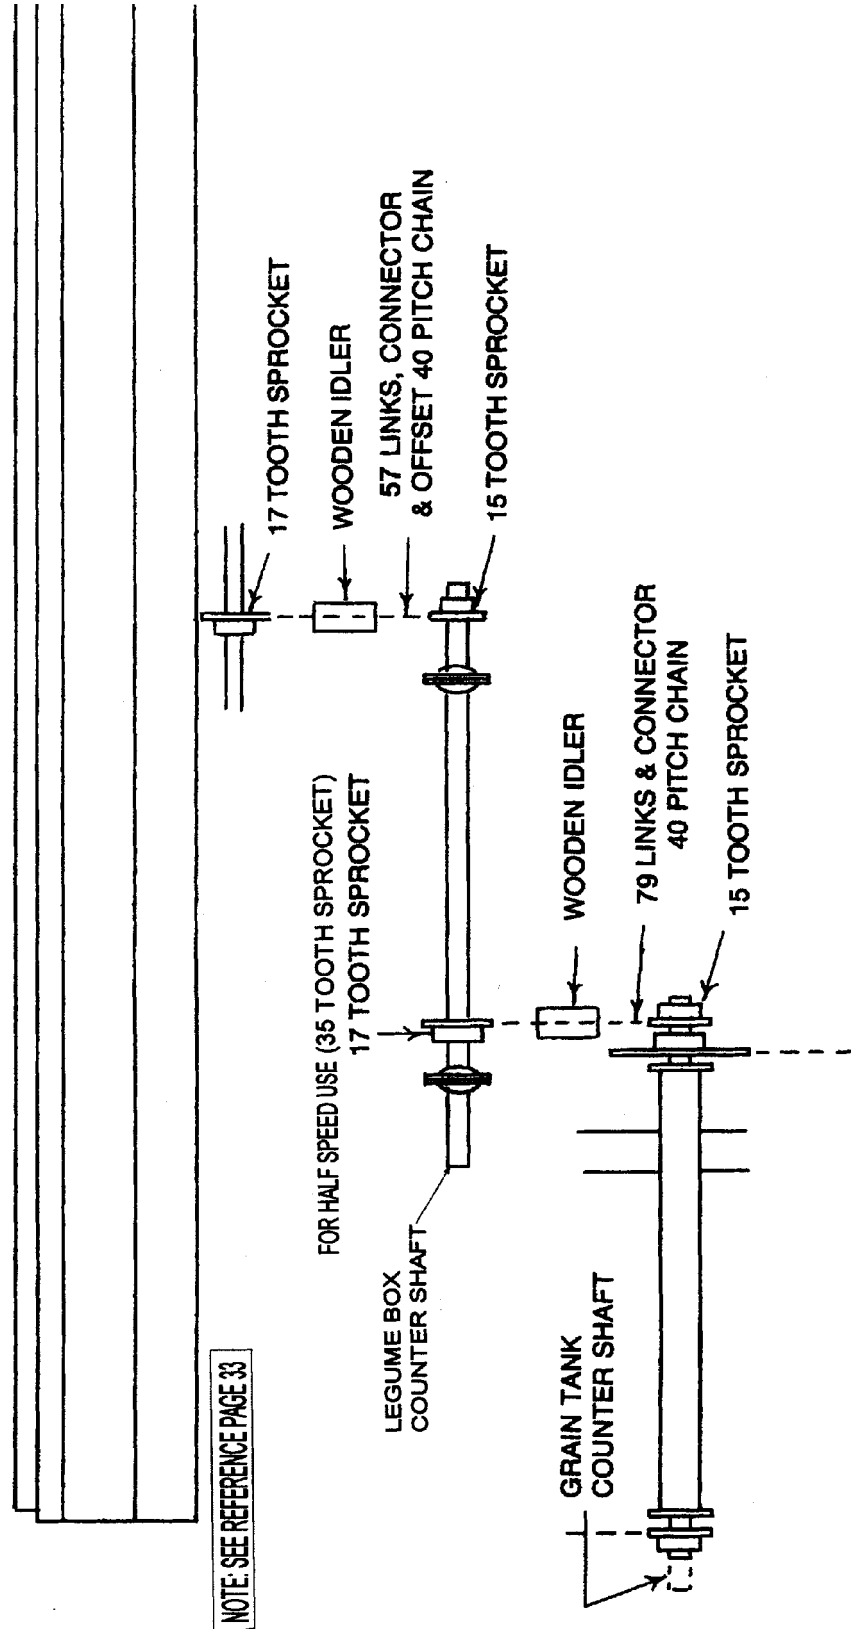 17 TOOTH SPROCKET
WOODEN IDLER
57 LINKS, CONNECTOR
& OFFSET 40 PITCH CHAIN
15 TOOTH SPROCKET
FOR HALF SPEED USE (35 TOOTH SPROCKET)
17 TOOTH SPROCKET
WOODEN IDLER
79 LINKS & CONNECTOR
40 PITCH CHAIN
15 TOOTH SPROCKET
LEGUME BOX
COUNTER SHAFT
GRAIN TANK
COUNTER SHAFT
NOTE: SEE REFERENCE PAGE 33